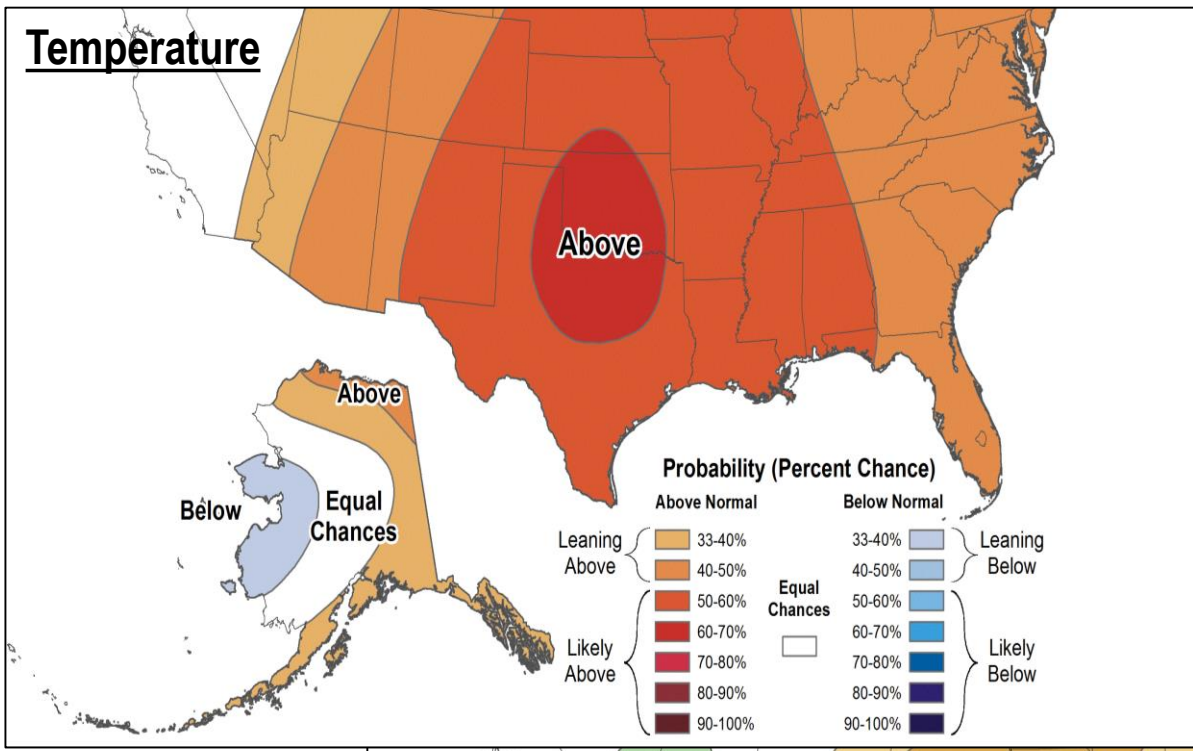 Temperature
Above
Above
Below
Equal
Chances
Probability (Percent Chance)
Above Normal
Below Normal
Leaning
Above
33-40%
40-50%
Likely
Above
50-60%
60-70%
70-80%
80-90%
90-100%
Equal
Chances
33-40%
40-50%
Leaning
Below
50-60%
60-70%
70-80%
80-90%
90-100%
Likely
Below